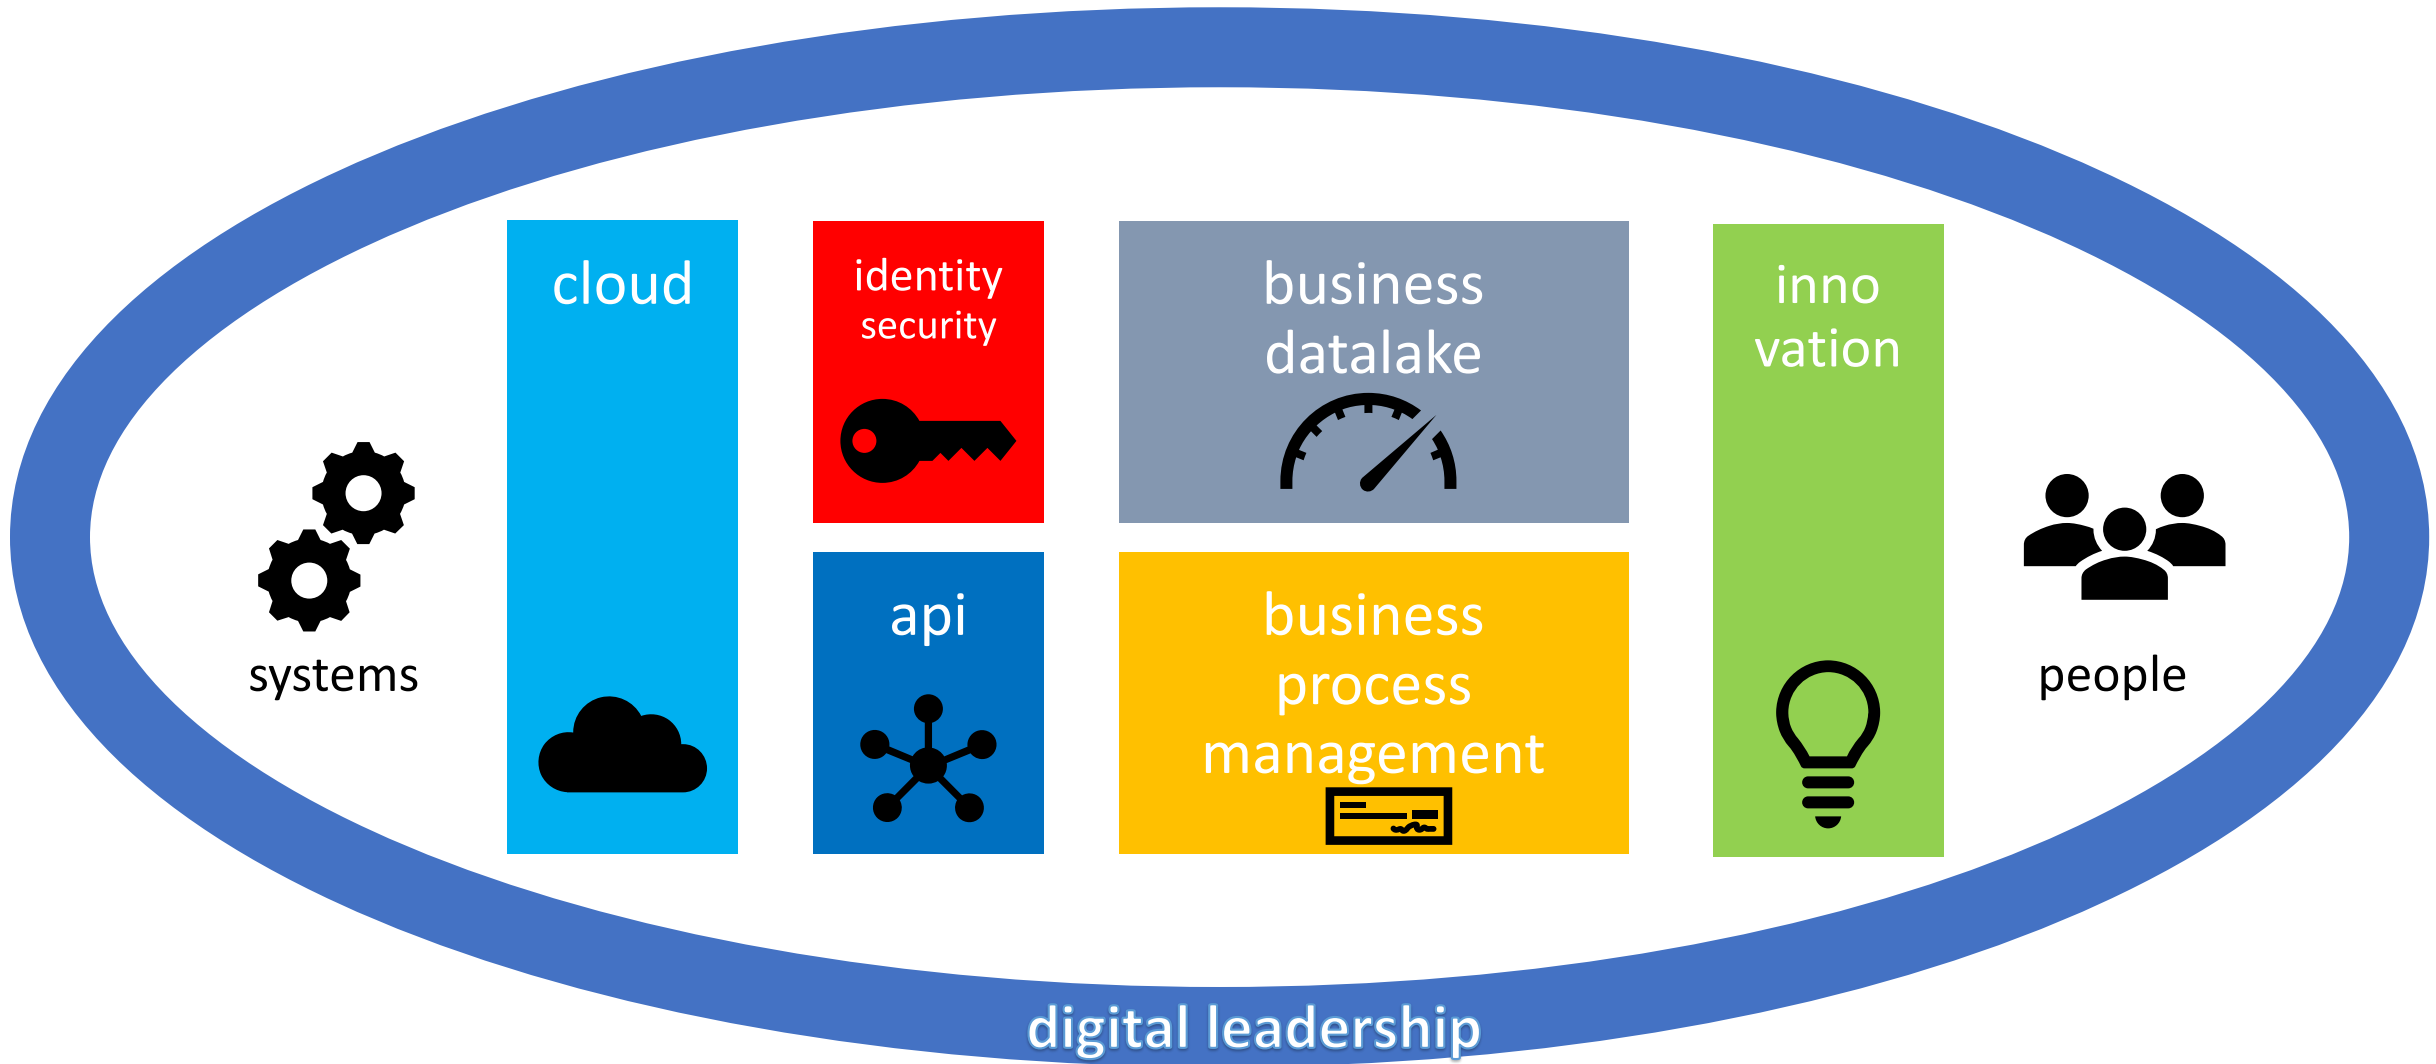 cloud
identity
security
business
datalake
inno
vation
systems
api
business
process
management
people
digital leadership